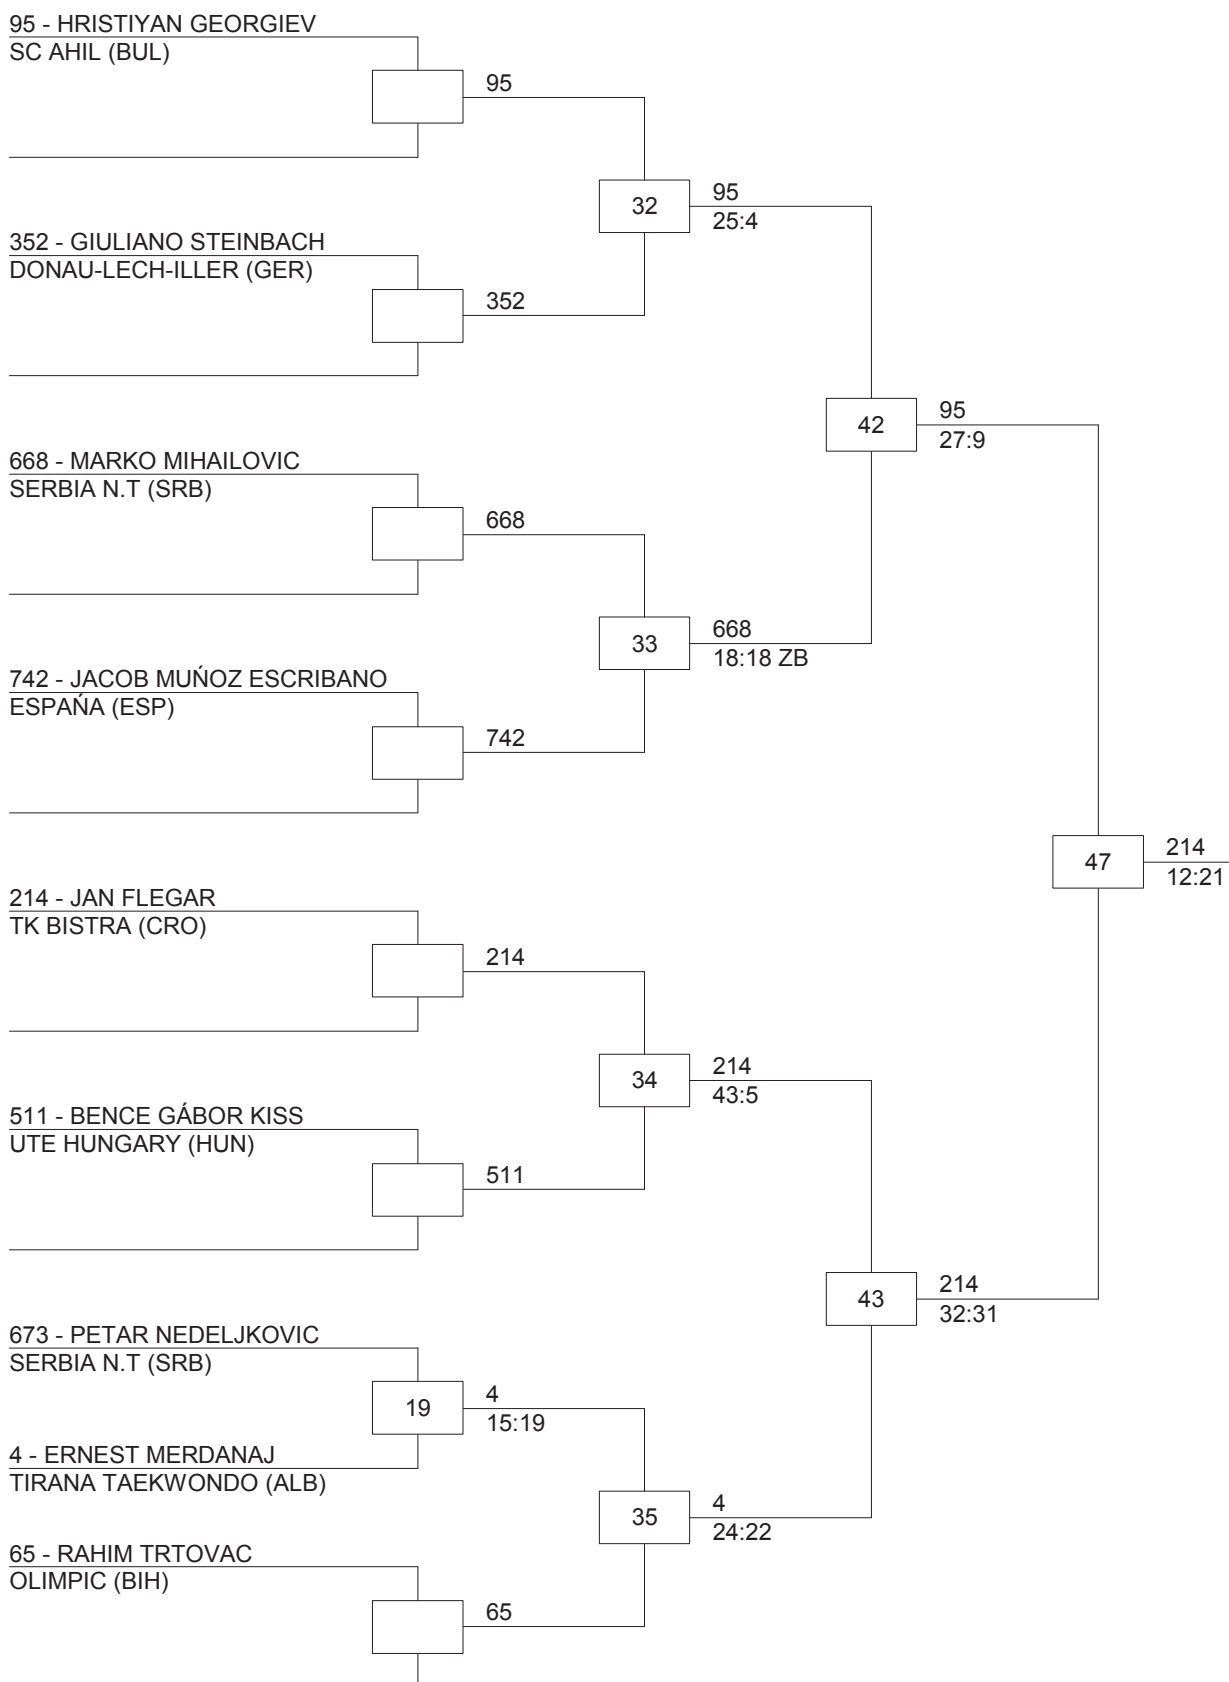 95 - HRISTIYAN GEORGIEV
SC AHIL (BUL)
95
32
95
25:4
352 - GIULIANO STEINBACH
DONAU-LECH-ILLER (GER)
352
42
95
27:9
668 - MARKO MIHAILOVIC
SERBIA N.T (SRB)
668
33
668
18:18 ZB
742 - JACOB MUŃOZ ESCRIBANO
ESPAŃA (ESP)
742
47
214
12:21
214 - JAN FLEGAR
TK BISTRA (CRO)
214
34
214
43:5
511 - BENCE GÁBOR KISS
UTE HUNGARY (HUN)
511
43
214
32:31
673 - PETAR NEDELJKOVIC
SERBIA N.T (SRB)
19
4
15:19
4 - ERNEST MERDANAJ
TIRANA TAEKWONDO (ALB)
35
4
24:22
65 - RAHIM TRTOVAC
OLIMPIC (BIH)
65